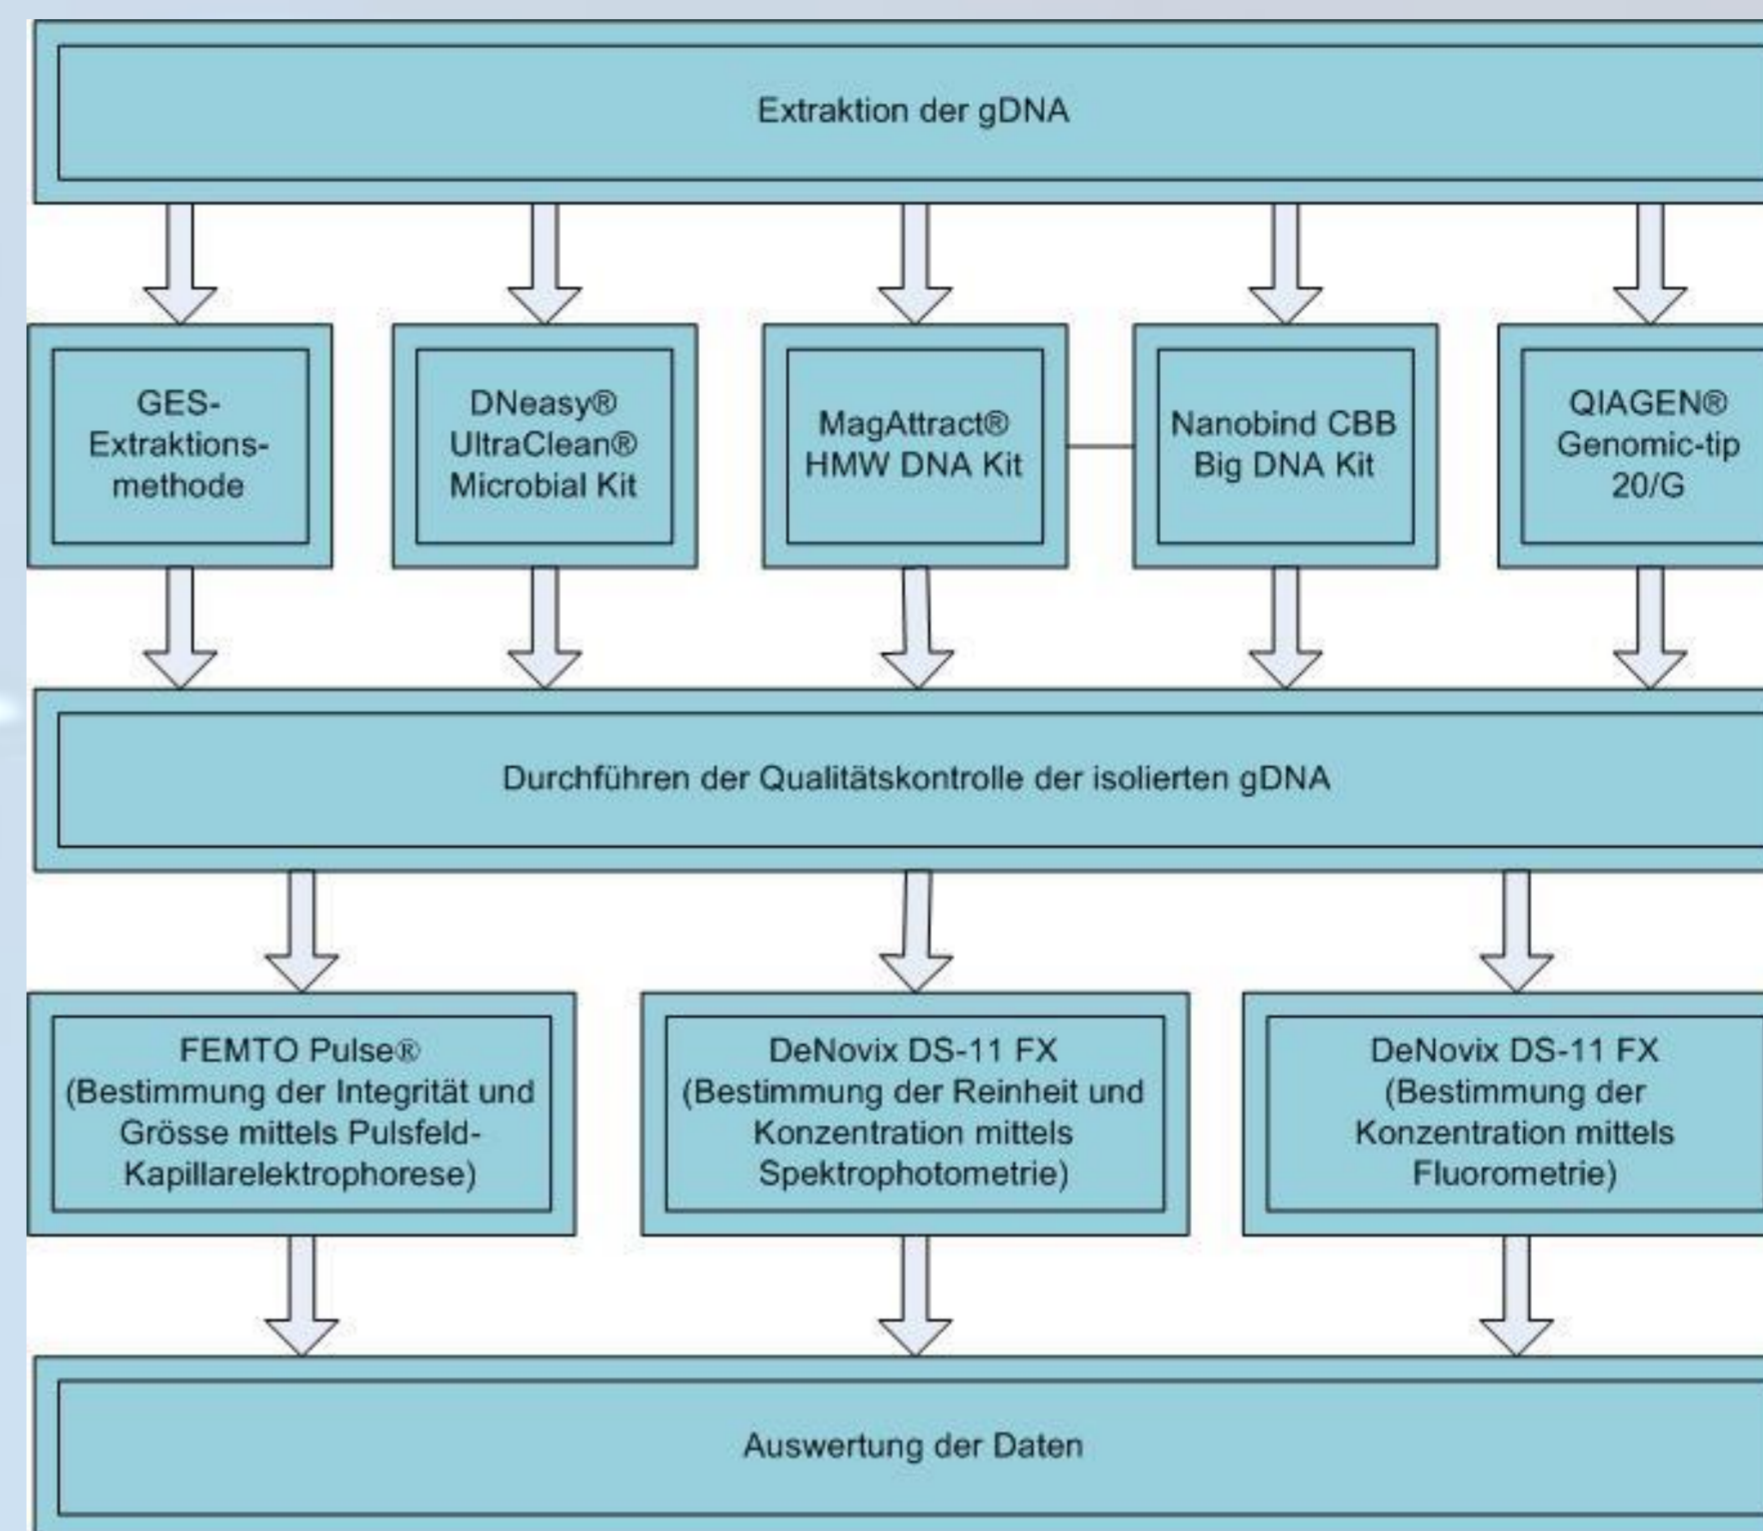 Extraktion der gDNA
GES-
Extraktions-
methode
DNeasy®
UltraClean®
Microbial Kit
MagAttract®
HMW DNA Kit
Nanobind CBB
Big DNA Kit
QIAGEN®
Genomic-tip
20/G
Durchführen der Qualitätskontrolle der isolierten gDNA
FEMTO Pulse®
(Bestimmung der Integrität und
Grösse mittels Pulsfeld-
Kapillarelektrophorese)
DeNovix DS-11 FX
(Bestimmung der Reinheit und
Konzentration mittels
Spektrophotometrie)
DeNovix DS-11 FX
(Bestimmung der
Konzentration mittels
Fluorometrie)
Auswertung der Daten